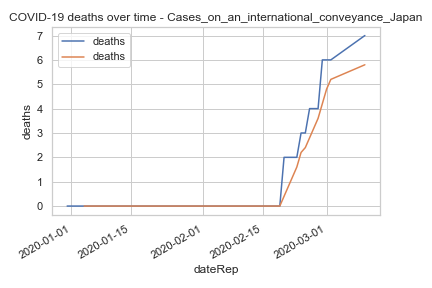 COVID-19 deaths over time - Cases_on_an_international_conveyance_Japan
deaths
deaths
deaths
7
6
5
4
3
2
1
0
2020-01-01
2020-01-15
2020-02-01
2020-02-15
2020-03-01
dateRep